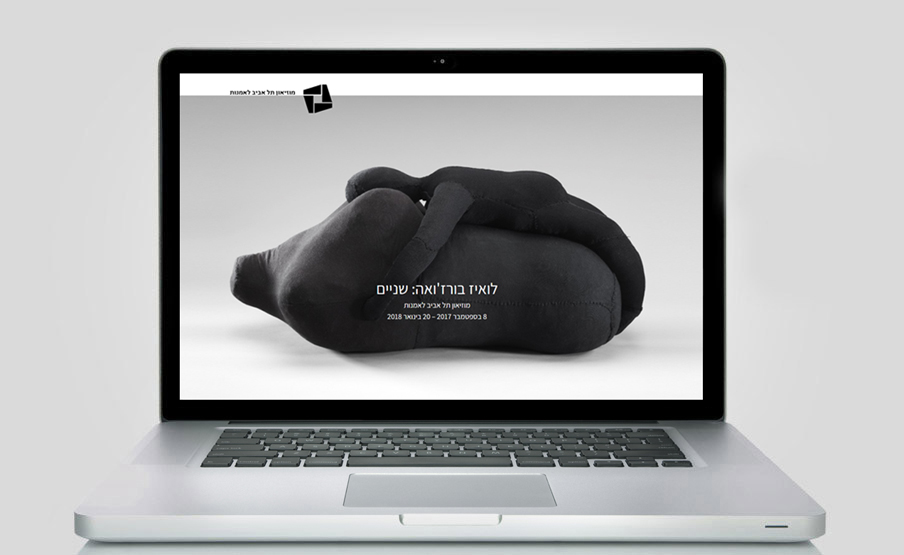 מוזיאון תל אביב לאמנות
לואיז בורז'ואה: שניים
מוזיאון תל אביב לאמנות
8 בספטמבר 2017 – 20 בינואר 2018